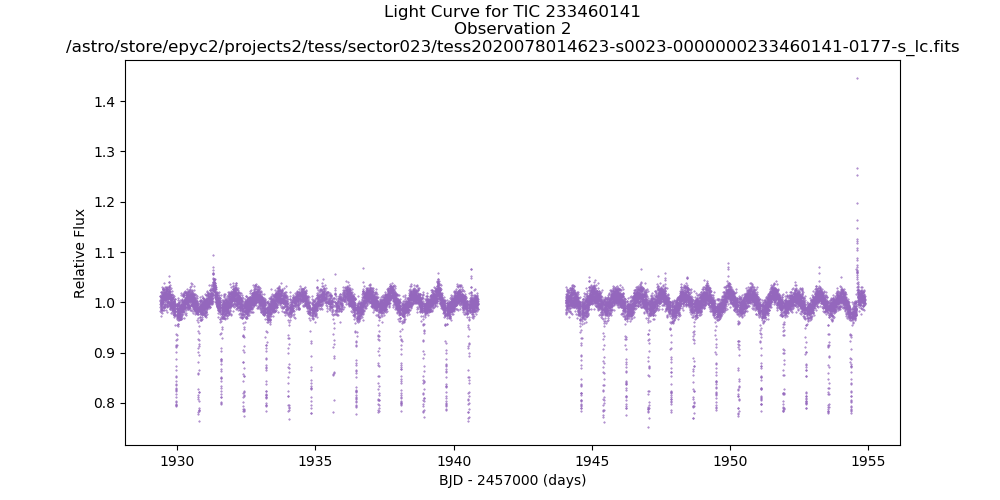 Light Curve for TIC 233460141
Observation 2
/astro/store/epyc2/projects2/tess/sector023/tess2020078014623-s0023-0000000233460141-0177-s_lc.fits
1.4
1.3
1.2
1.1
1.0
0.9
0.8
Relative Flux
1930
1935
1940
1945
1950
1955
BJD - 2457000 (days)